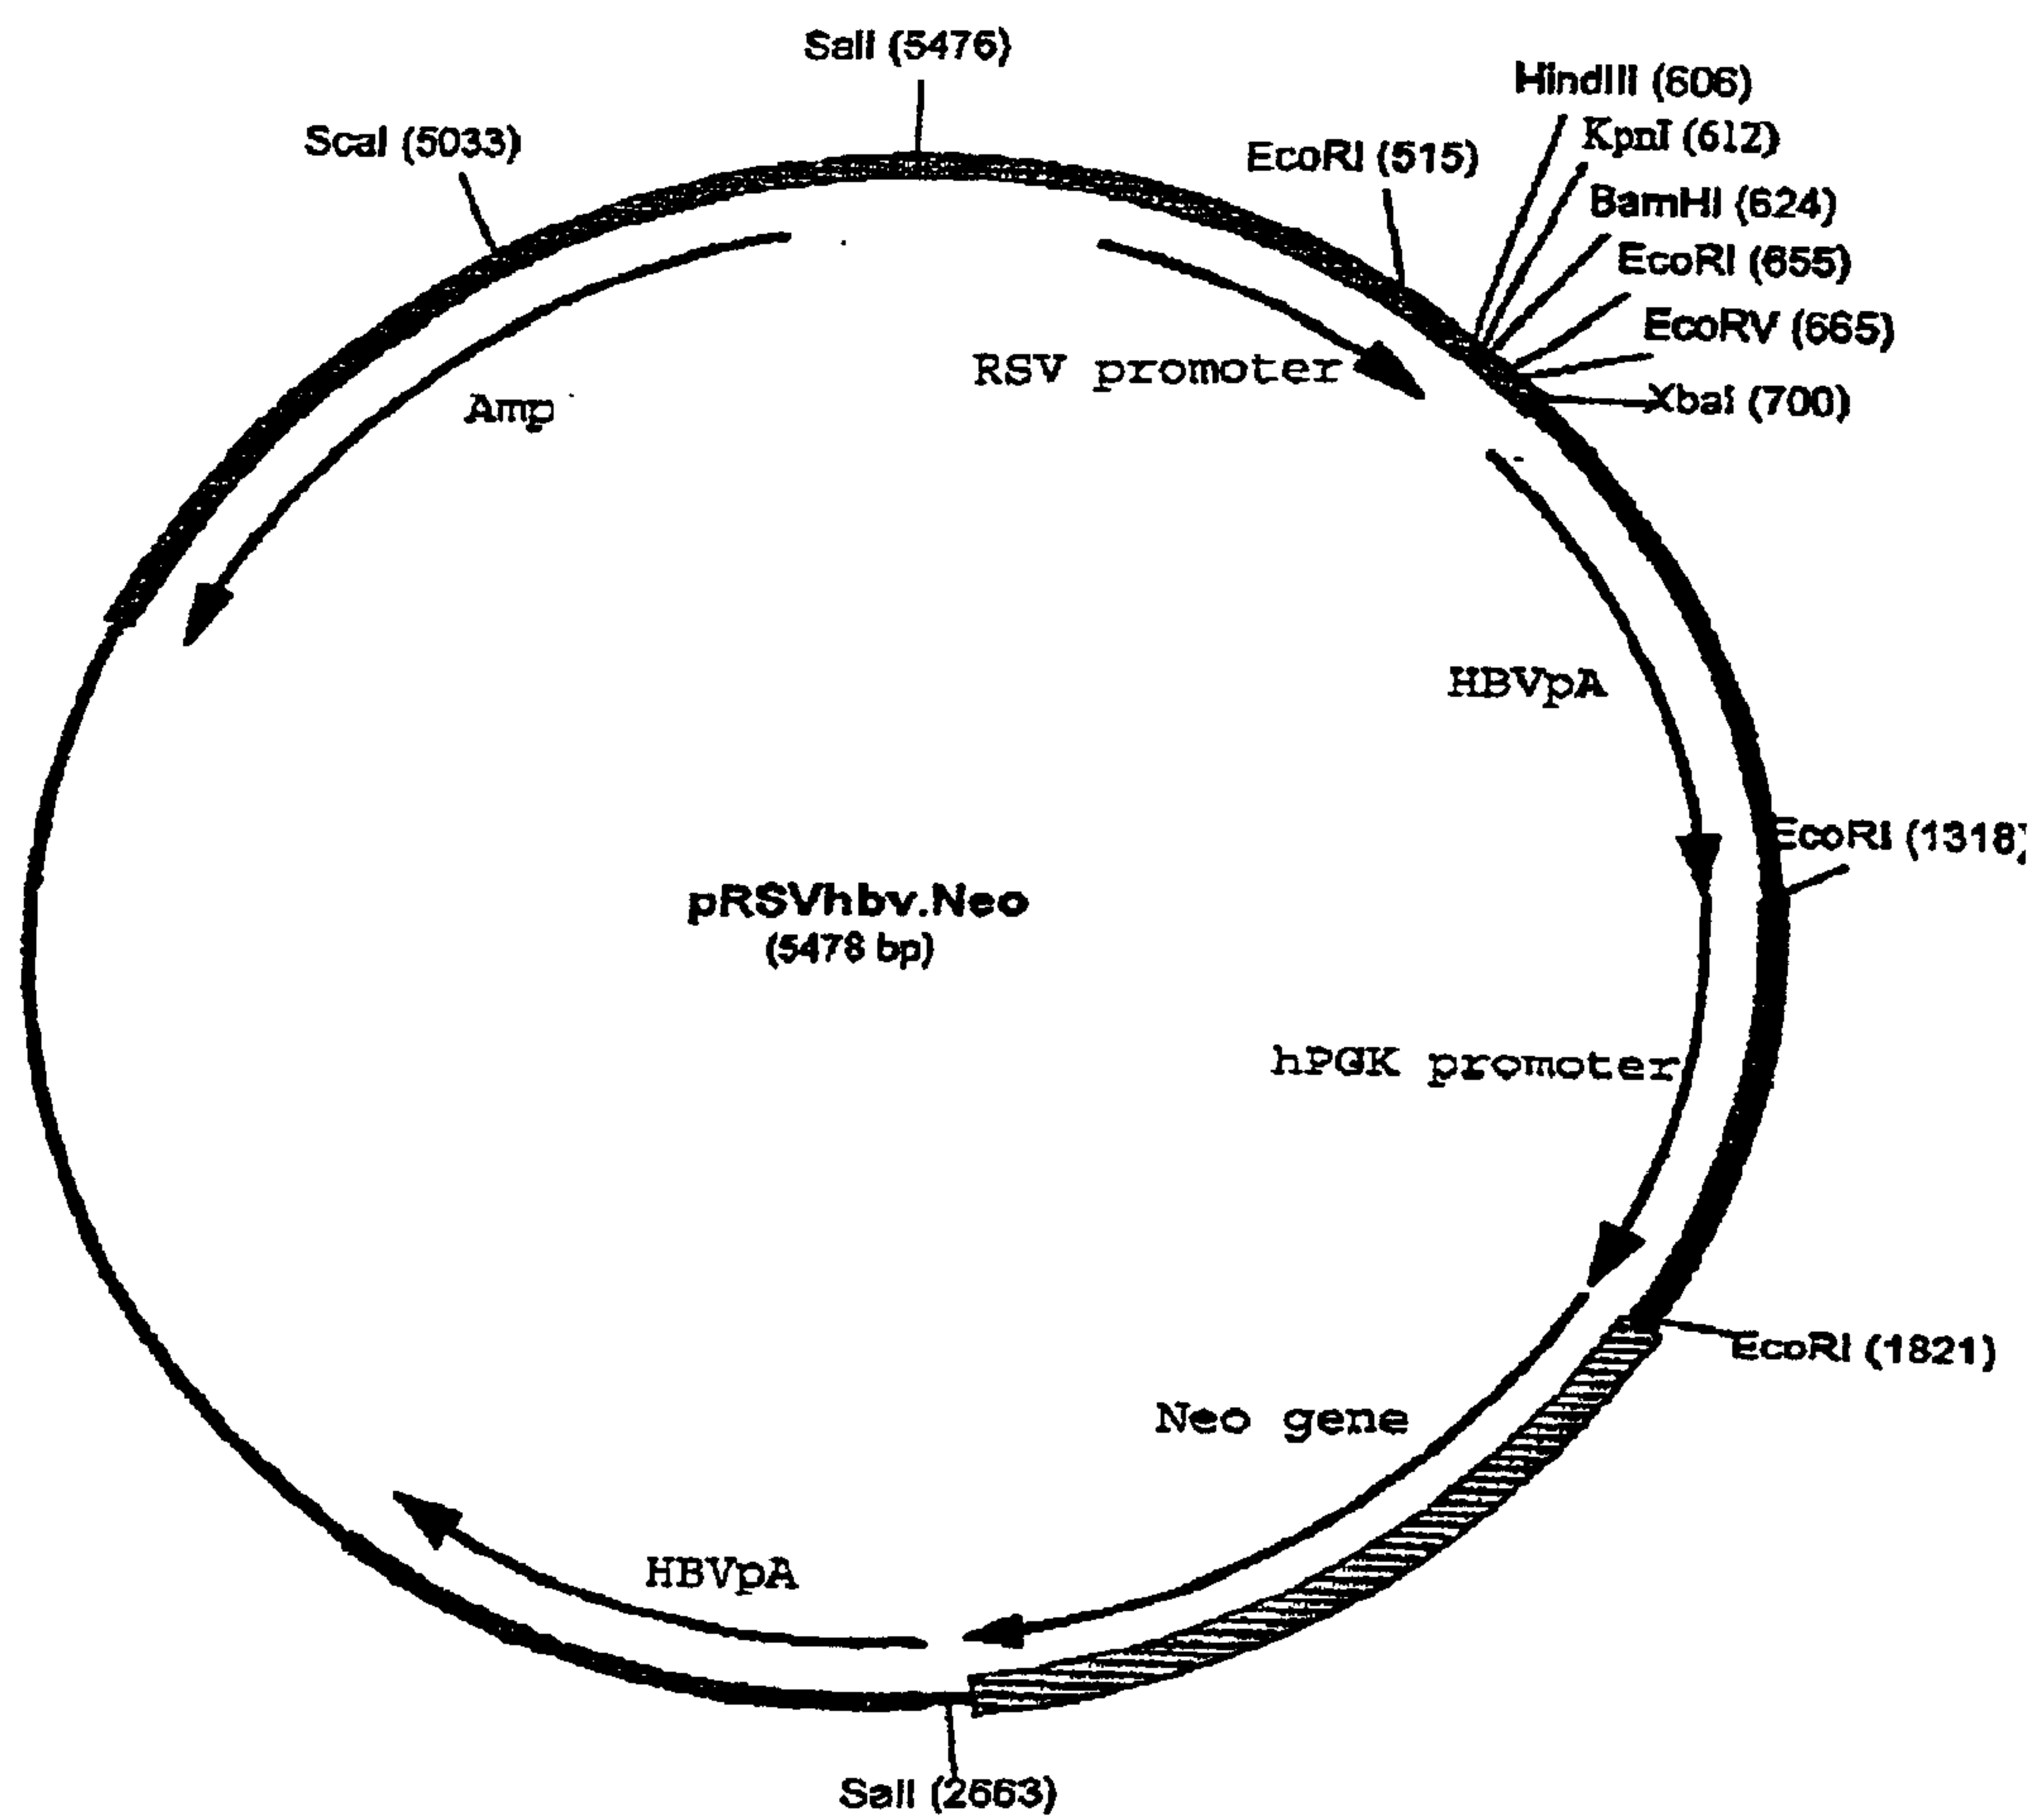 SalI (5476)
HindIII (606)
KpnI (612)
ScaI (5033)
EcoRI (515)
BamHI (624)
EcoRI (655)
EcoRV (665)
RSV promoter
XbaI (700)
Amp
HBVpA
EcoRI (1318)
pRSVhbv.Neo
(5478 bp)
hPGK promoter
EcoRI (1821)
Neo gene
HBVpA
SalI (2663)